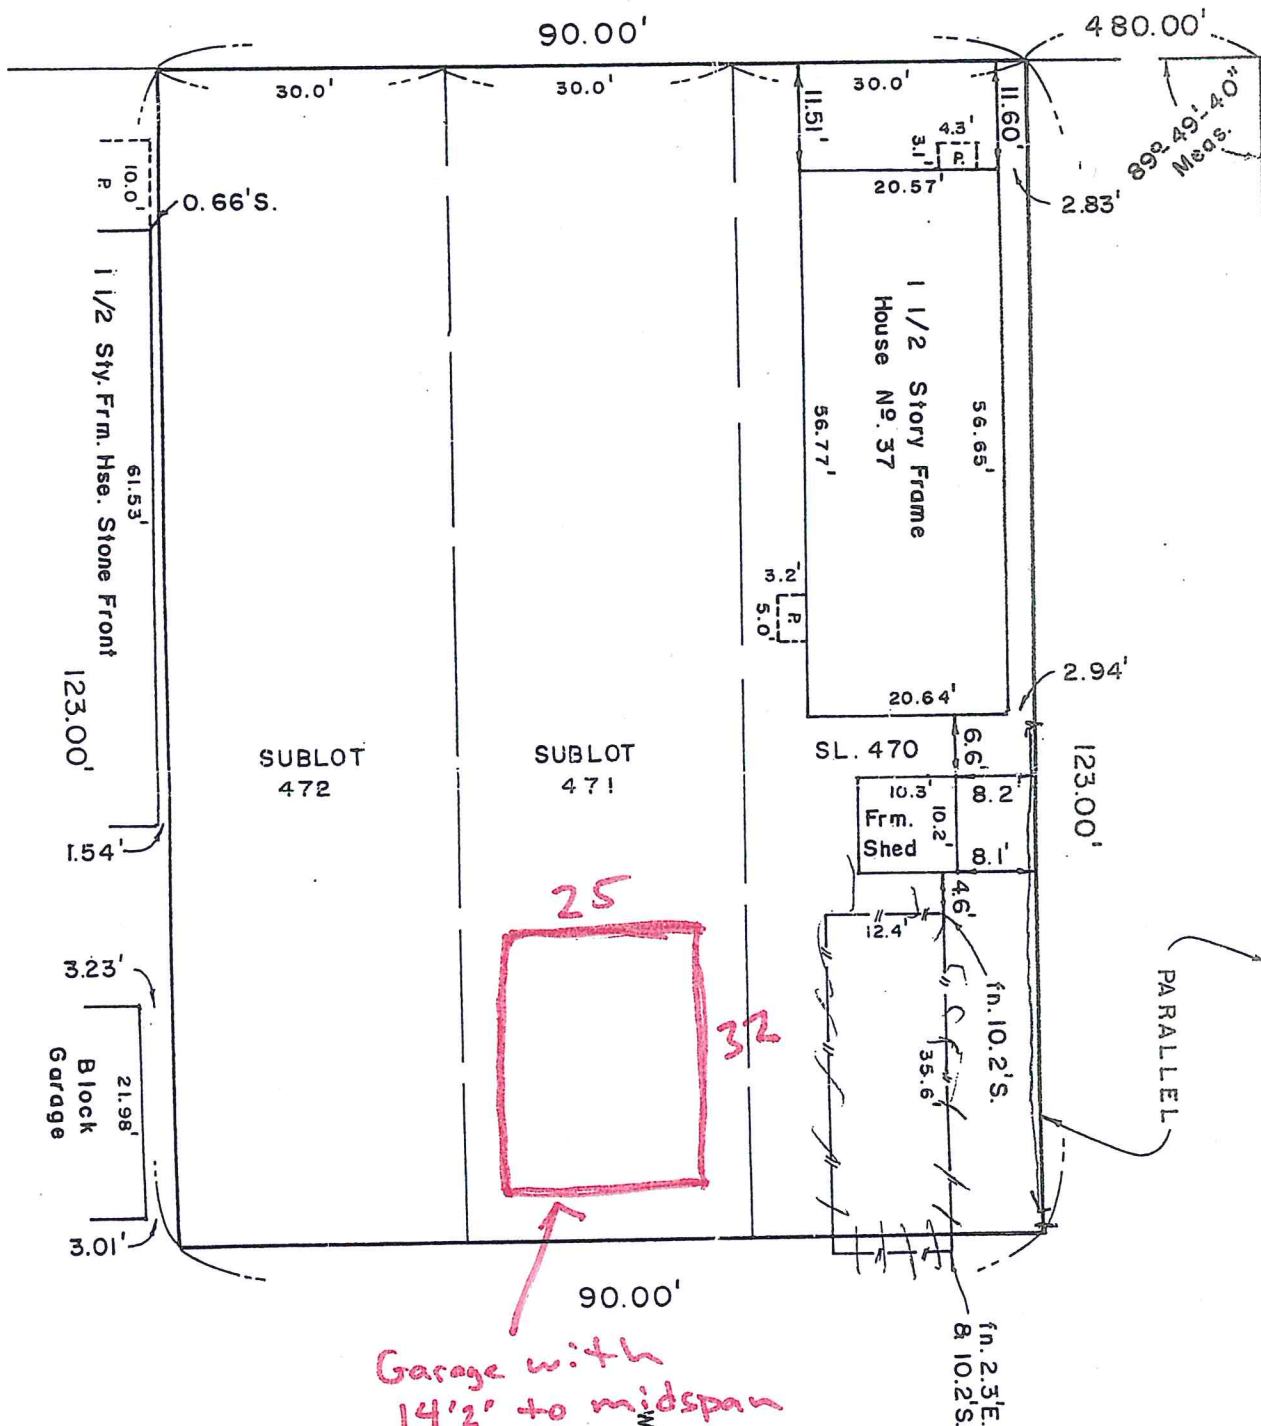 90.00'
480.00'
30.0'
30.0'
30.0'
11.51'
11.60'
89º-49'-40"
Meas.
4.3'
3.1'
P.
10.0'
P.
0.66'S.
20.57'
2.83'
1 1/2 Story Frame
House Nº. 37
56.65'
56.77'
1 1/2 Sty. Frm. Hse. Stone Front
61.53'
3.2'
P.
5.0'
123.00'
2.94'
20.64'
SUBLOT
472
SUBLOT
471
SL. 470
6.6'
123.00'
10.3'
8.2'
Frm.
Shed
10.2'
8.1'
1.54'
4.6'
25
12.4'
fn. 10.2'S.
3.23'
PARALLEL
32
35.6'
Block
Garage
21.98'
3.01'
90.00'
fn. 2.3'E.
& 10.2'S.
Garage with
14'2" to midspan